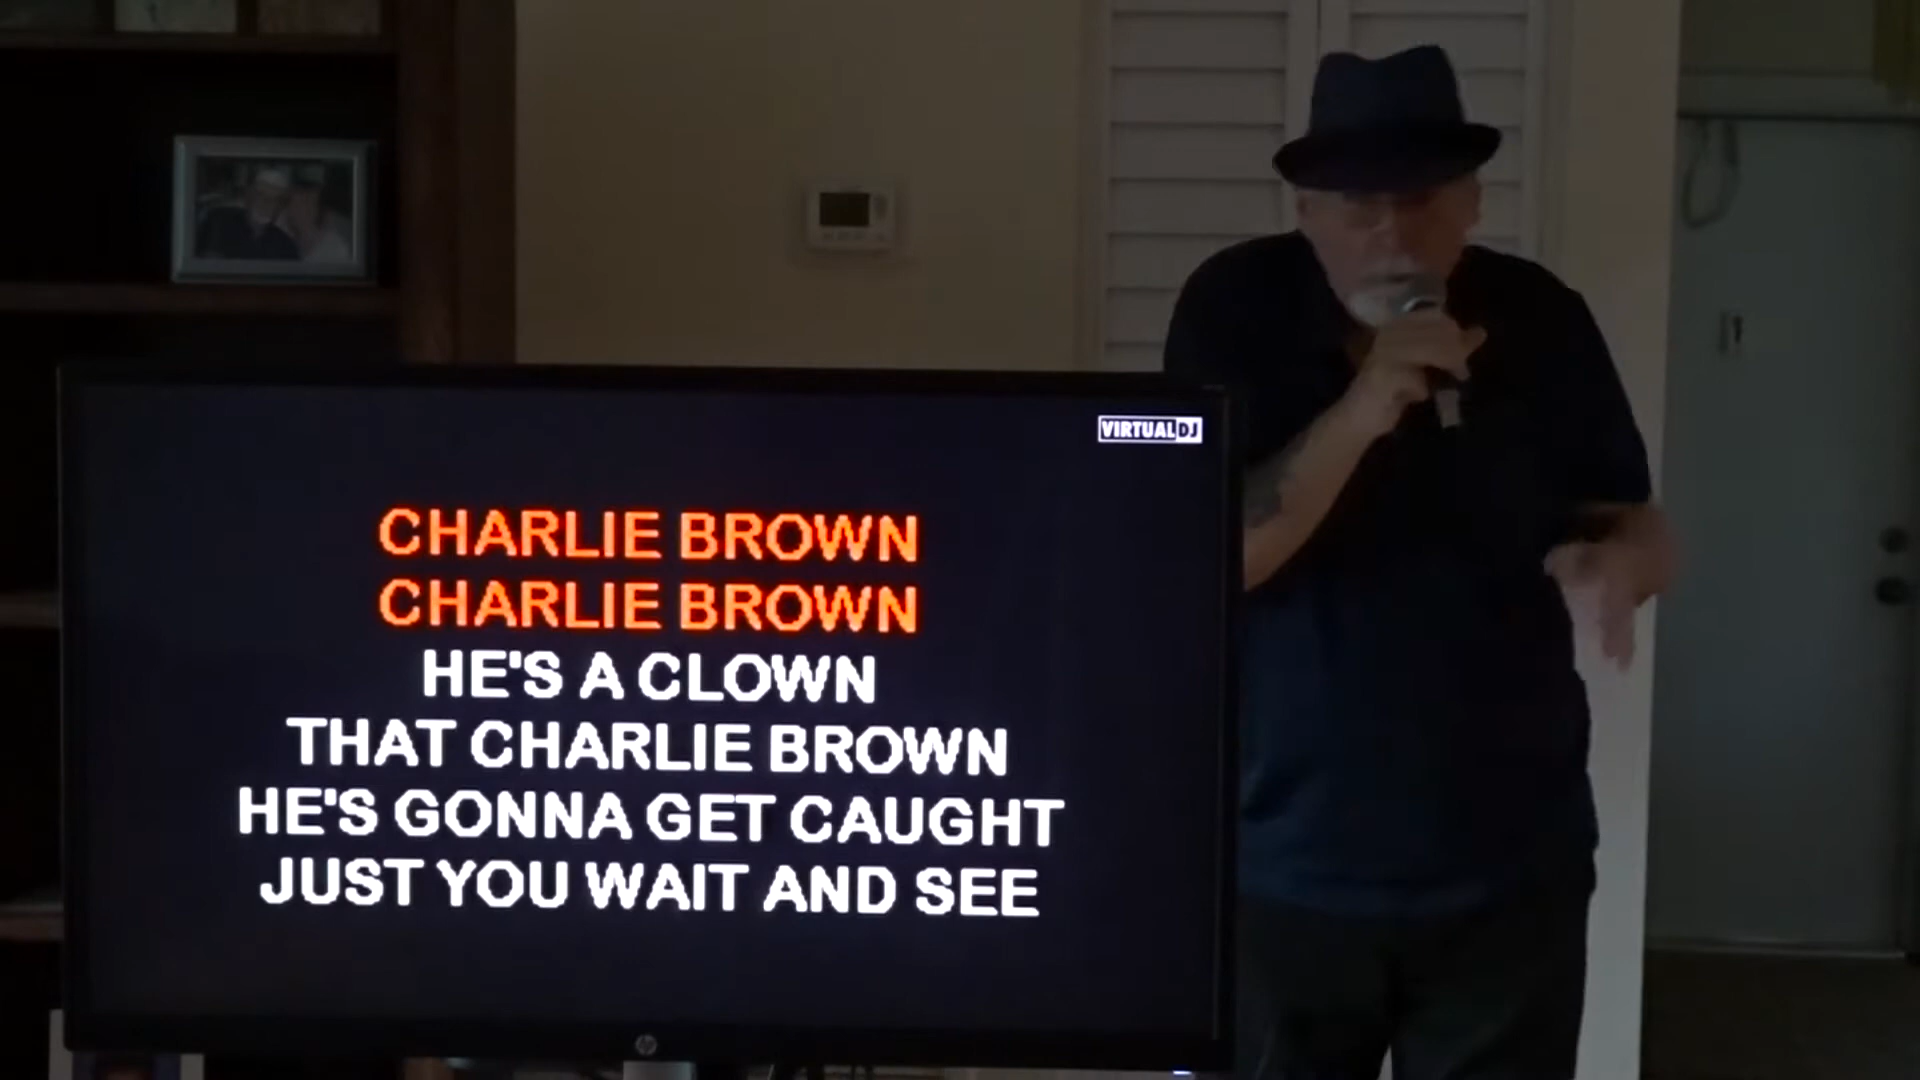 VIRTUALDJ
CHARLIE BROWN
CHARLIE BROWN
HE'S A CLOWN
THAT CHARLIE BROWN
HE'S GONNA GET CAUGHT
JUST YOU WAIT AND SEE
hp